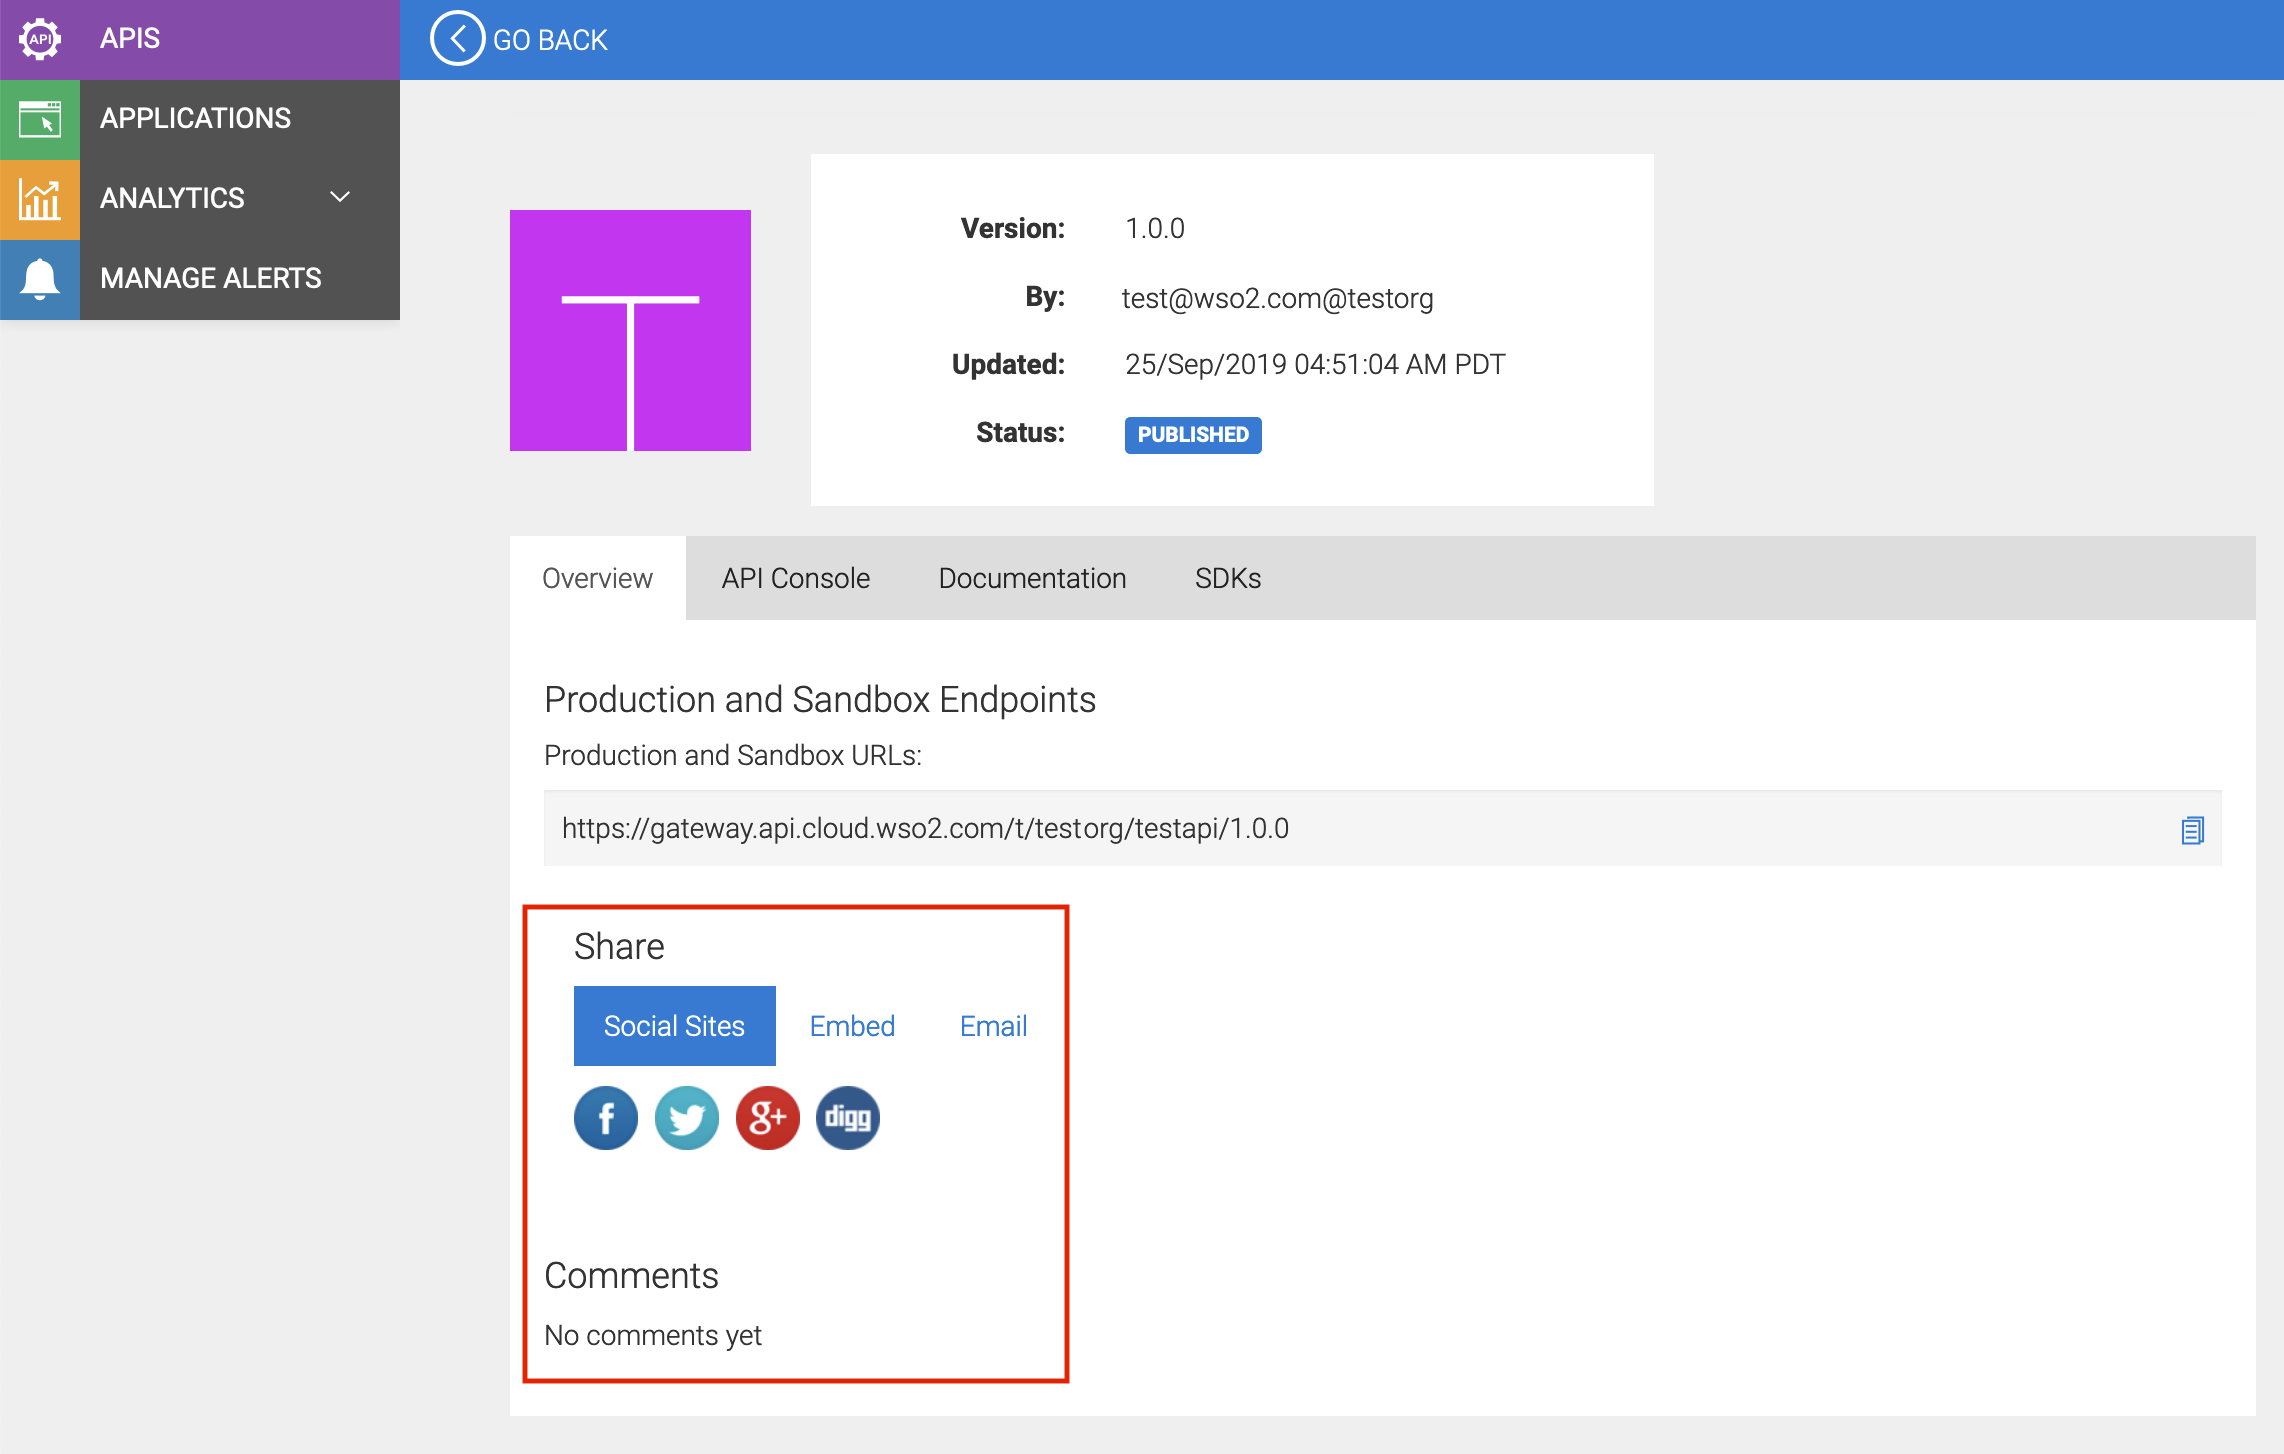 API
APIS
GO BACK
APPLICATIONS
ANALYTICS
MANAGE ALERTS
T
Version: 1.0.0
By: test@wso2.com@testorg
Updated: 25/Sep/2019 04:51:04 AM PDT
Status: PUBLISHED
Overview API Console Documentation SDKs
Production and Sandbox Endpoints
Production and Sandbox URLs:
https://gateway.api.cloud.wso2.com/t/testorg/testapi/1.0.0
Share
Social Sites Embed Email
f g+ digg
Comments
No comments yet